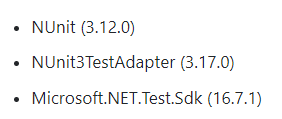 • NUnit (3.12.0)
• NUnit3TestAdapter (3.17.0)
• Microsoft.NET.Test.Sdk (16.7.1)